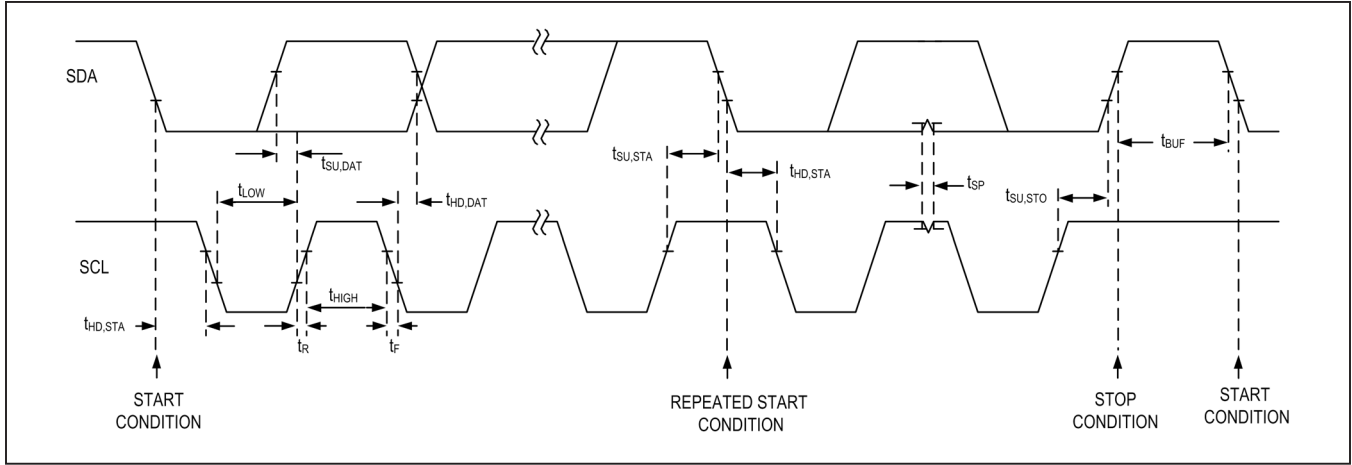 SDA
tSU,DAT
tLOW
tHD,DAT
tSU,STA
tHD,STA
tSP
tBUF
tSU,STO
SCL
tHIGH
tHD,STA
tR
tF
START
CONDITION
REPEATED START
CONDITION
STOP
CONDITION
START
CONDITION